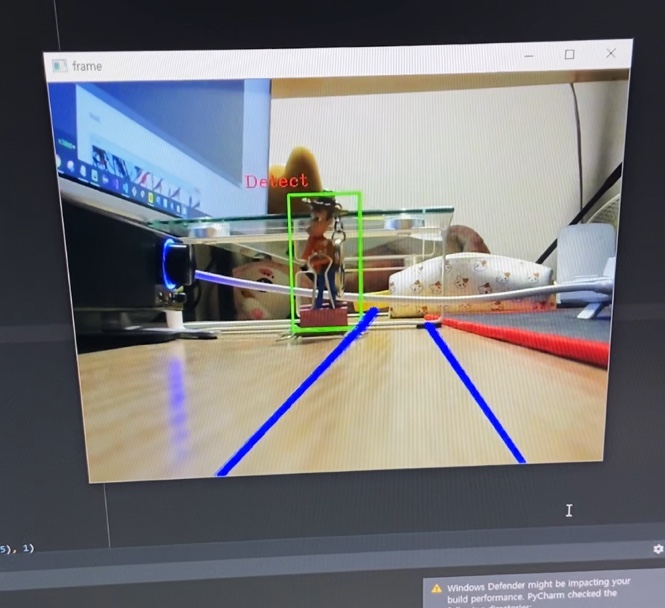 frame
Detect
5), 1)
Windows Defender might be impacting your
build performance. PyCharm checked the